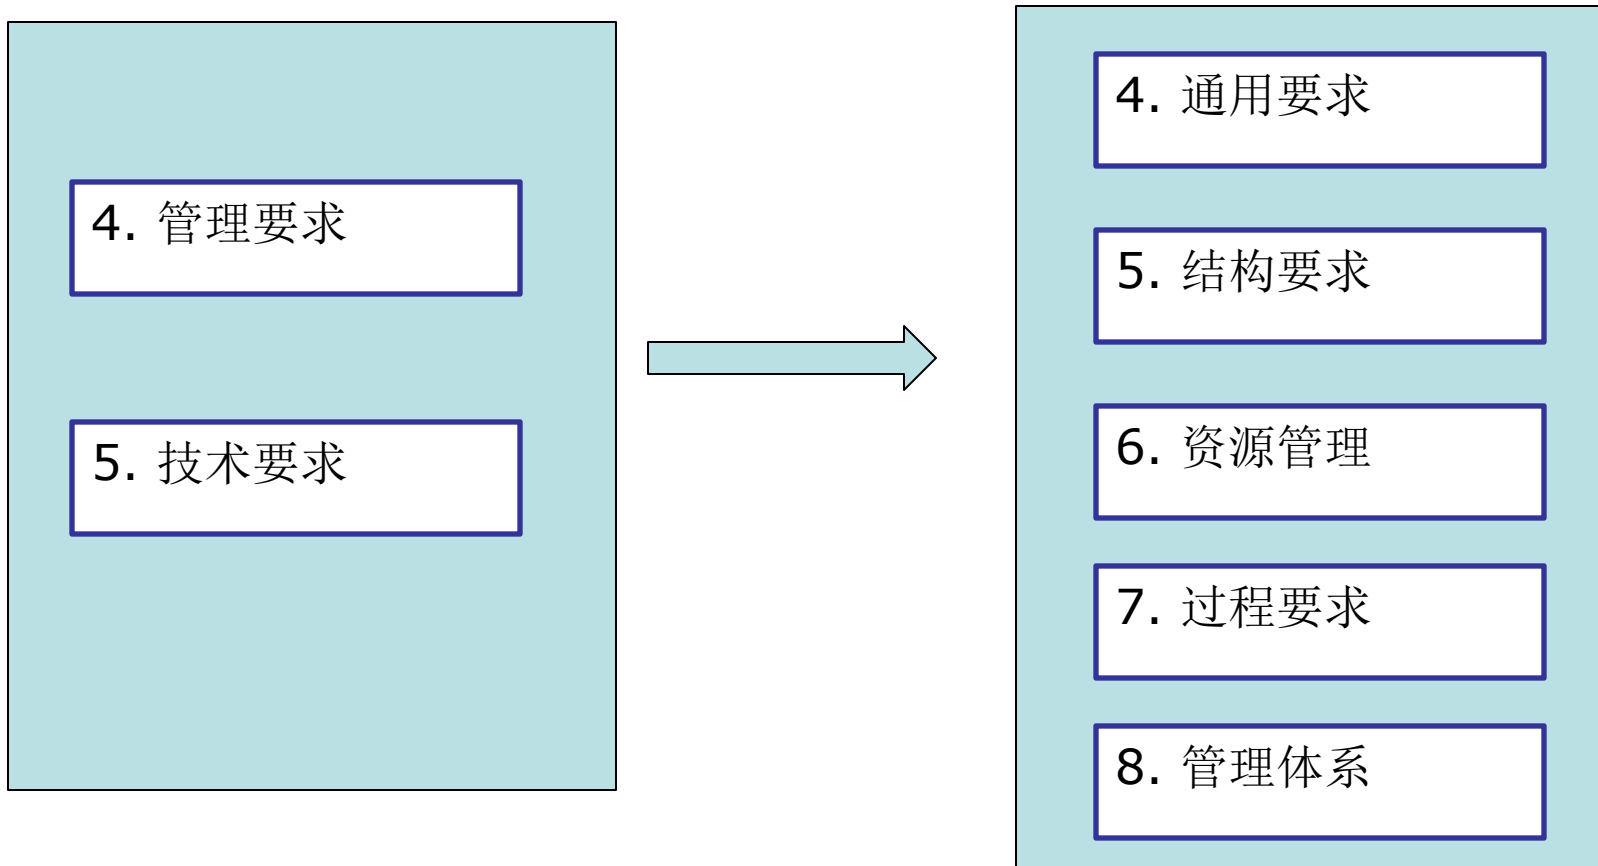 4. 管理要求
5. 技术要求
4. 通用要求
5. 结构要求
6. 资源管理
7. 过程要求
8. 管理体系